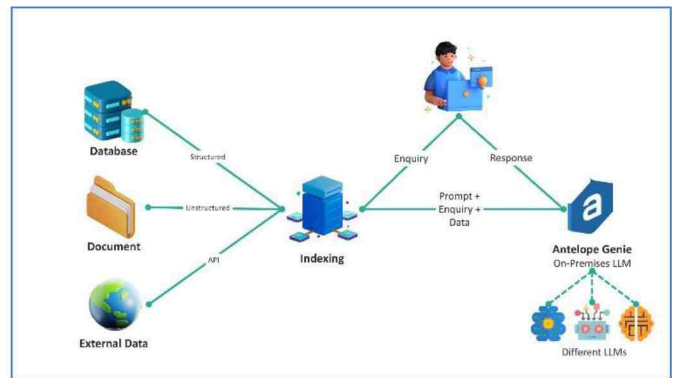 Database
Structured
Enquiry
Response
Document
Unstructured
Indexing
Prompt +
Enquiry +
Data
a
Antelope Genie
On-Premises LLM
API
External Data
Different LLMs